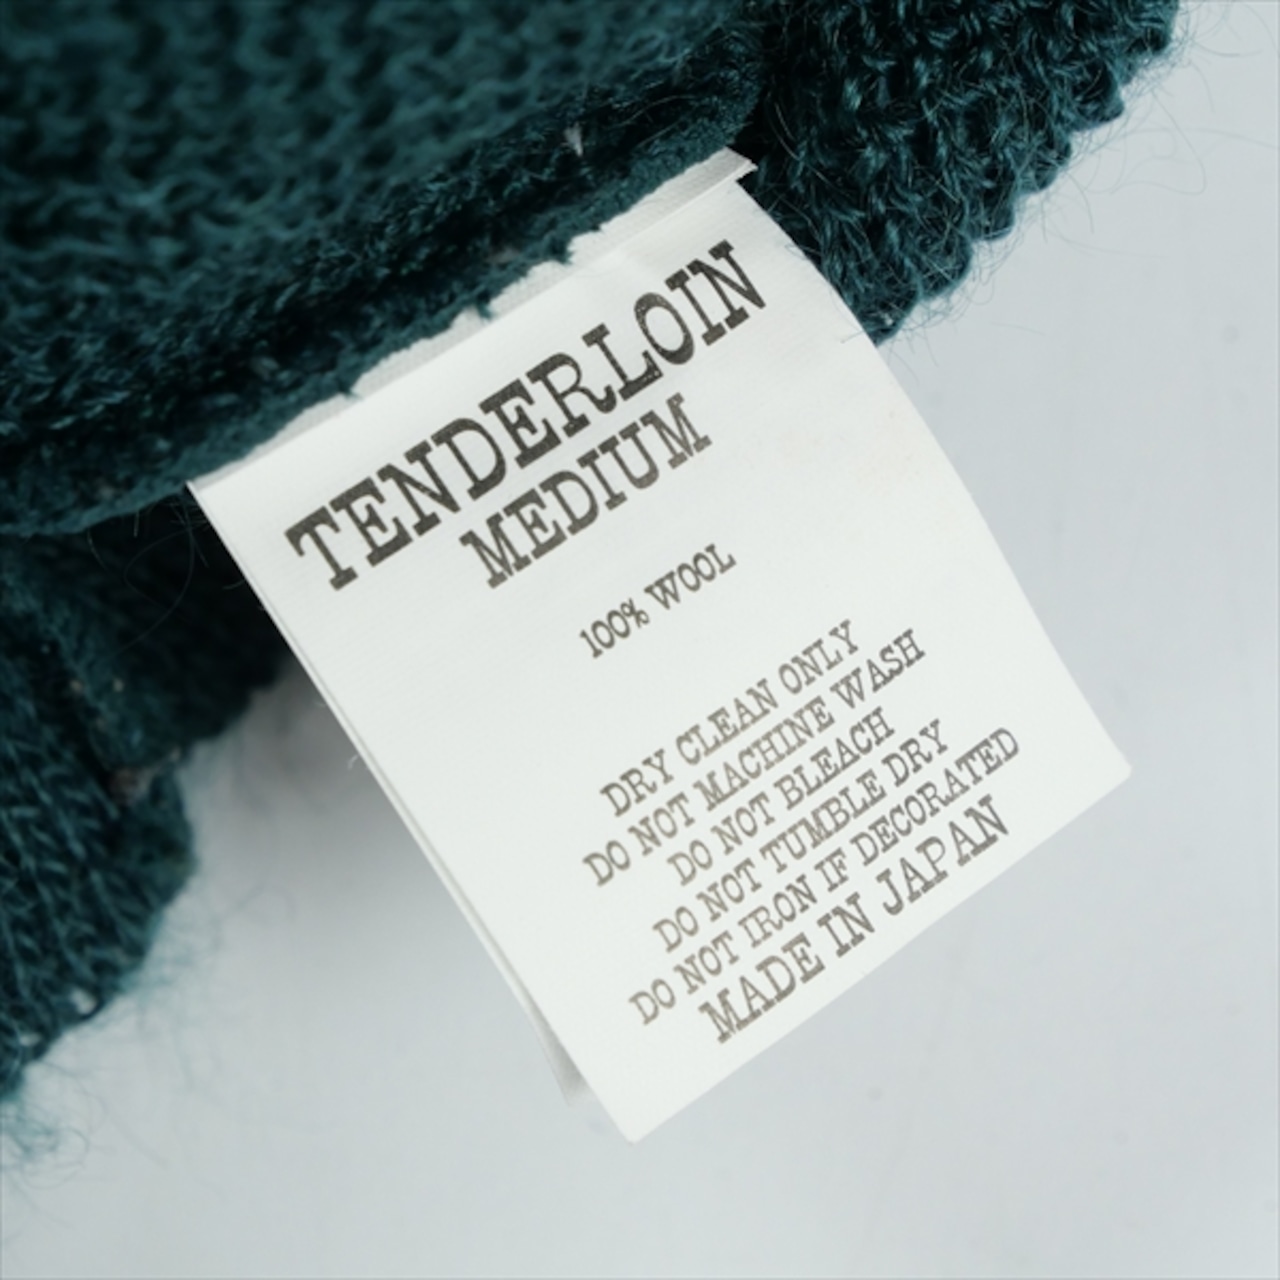 TENDERLOIN
MEDIUM
100% WOOL
DRY CLEAN ONLY
DO NOT MACHINE WASH
DO NOT BLEACH
DO NOT TUMBLE DRY
DO NOT IRON IF DECORATED
MADE IN JAPAN